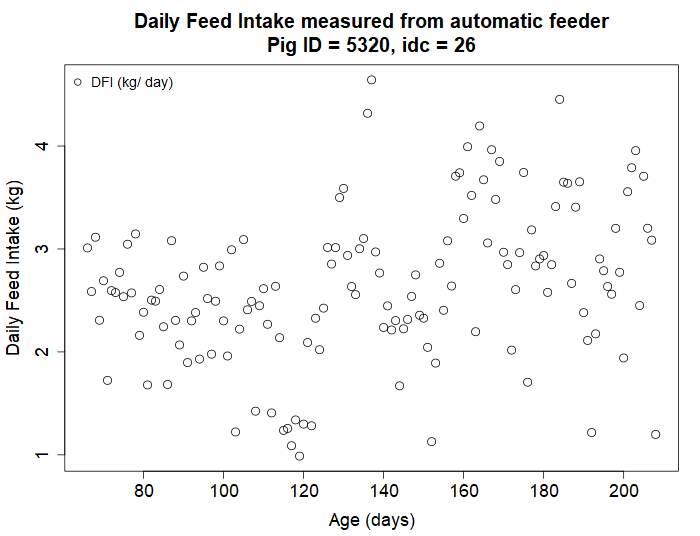 Daily Feed Intake measured from automatic feeder
Pig ID = 5320, idc = 26
DFI (kg/ day)
Daily Feed Intake (kg)
4
3
2
1
80 100 120 140 160 180 200
Age (days)